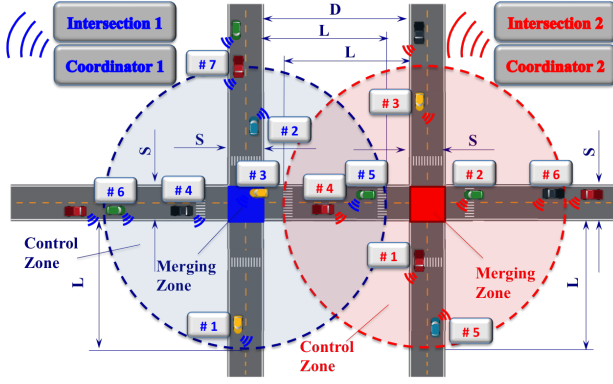 Intersection 1
Coordinator 1
D
L
L
Intersection 2
Coordinator 2
# 7
# 3
# 2
S
S
S
S
# 6
# 4
# 3
# 5
# 4
# 2
# 6
Control
Zone
Merging
Zone
# 1
Merging
Zone
L
L
# 1
Control
Zone
# 5